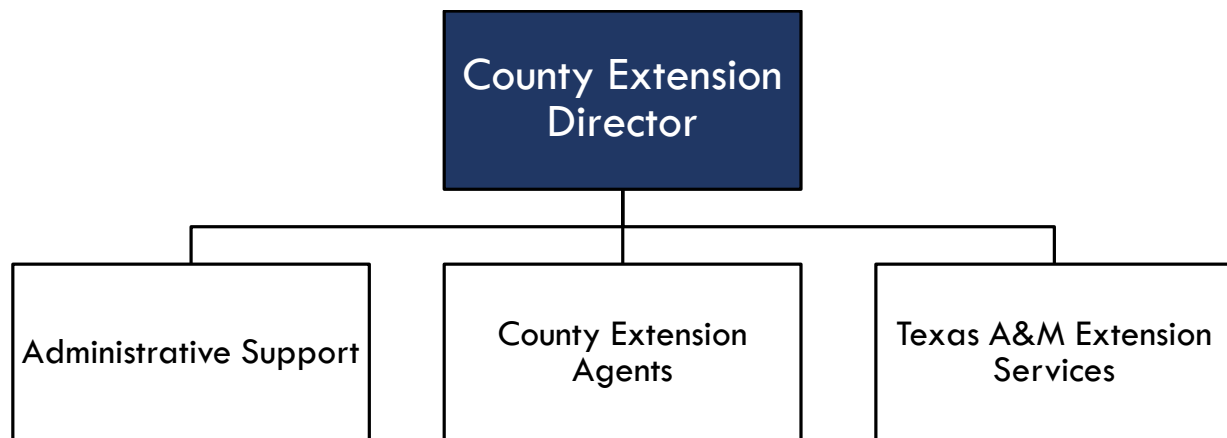 County Extension
Director
Administrative Support
County Extension
Agents
Texas A&M Extension
Services